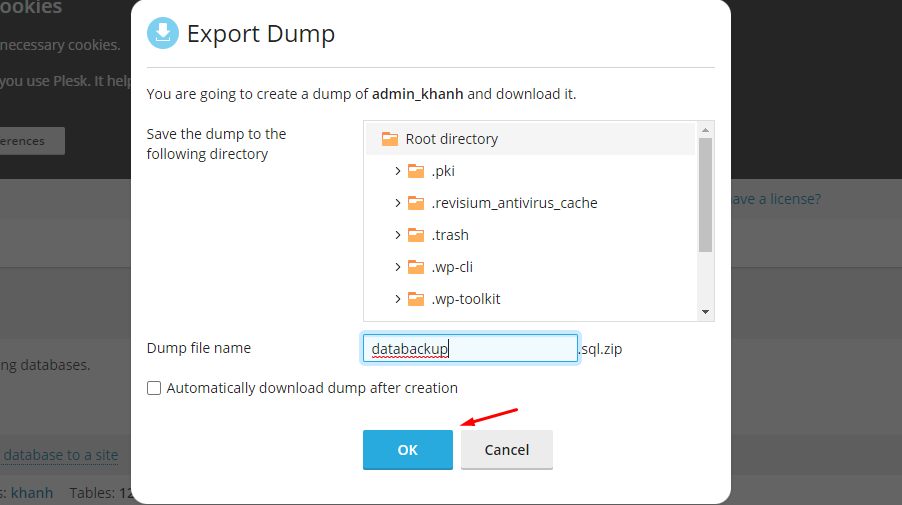 ookies
Export Dump
necessary cookies.
you use Plesk. It help
You are going to create a dump of admin_khanh and download it.
erences
Save the dump to the
following directory
Root directory
.pki
.revisium_antivirus_cache
.trash
.wp-cli
.wp-toolkit
ave a license?
Dump file name
databackup
.sql.zip
ng databases.
Automatically download dump after creation
OK
Cancel
database to a site
s: khanh Tables: 12